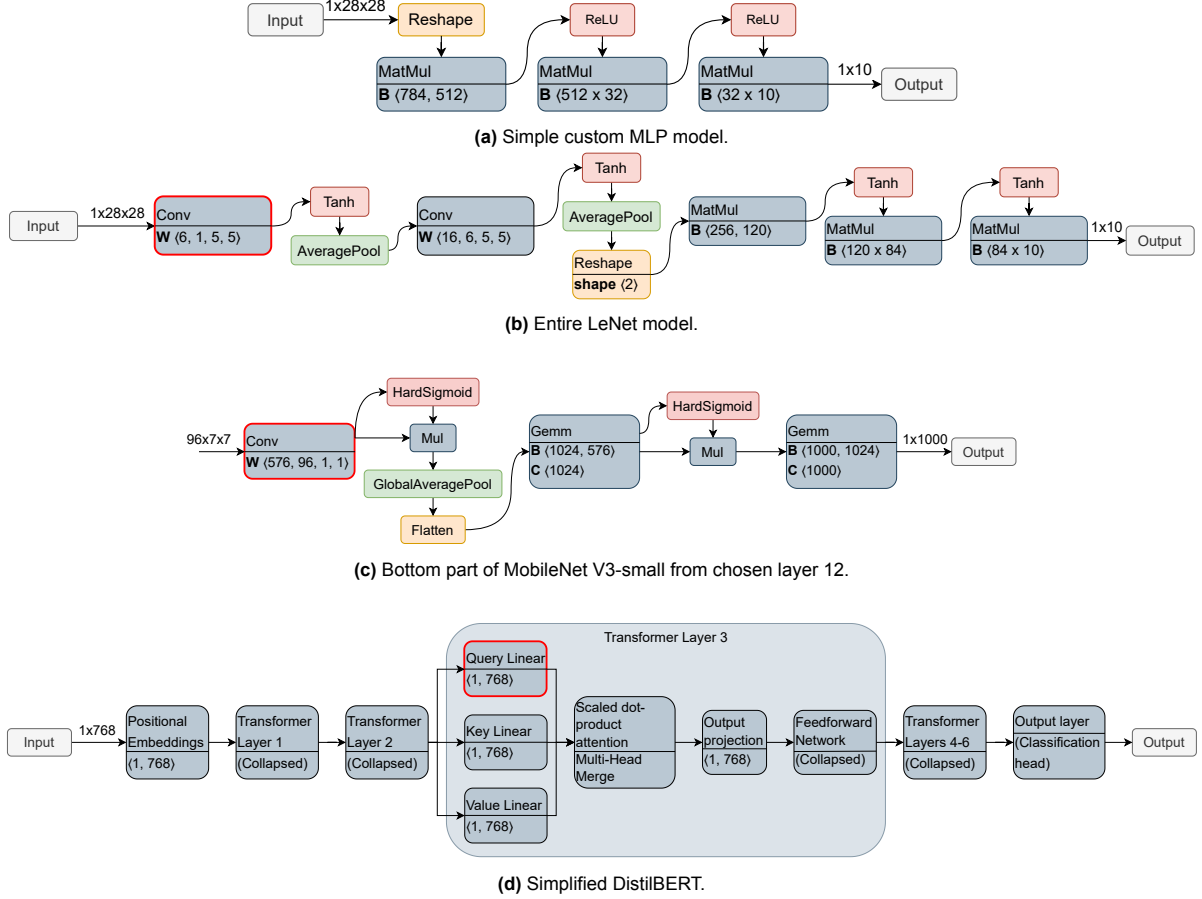 Input
1x28x28
Reshape
MatMul
B ⟨784, 512⟩
ReLU
MatMul
B ⟨512 x 32⟩
ReLU
MatMul
B ⟨32 x 10⟩
1x10
Output
(a) Simple custom MLP model.
Input
1x28x28
Conv
W ⟨6, 1, 5, 5⟩
Tanh
AveragePool
Conv
W ⟨16, 6, 5, 5⟩
Tanh
AveragePool
Reshape
shape ⟨2⟩
MatMul
B ⟨256, 120⟩
Tanh
MatMul
B ⟨120 x 84⟩
Tanh
MatMul
B ⟨84 x 10⟩
1x10
Output
(b) Entire LeNet model.
96x7x7
Conv
W ⟨576, 96, 1, 1⟩
HardSigmoid
Mul
GlobalAveragePool
Flatten
Gemm
B ⟨1024, 576⟩
C ⟨1024⟩
HardSigmoid
Mul
Gemm
B ⟨1000, 1024⟩
C ⟨1000⟩
1x1000
Output
(c) Bottom part of MobileNet V3-small from chosen layer 12.
Input
1x768
Positional
Embeddings
⟨1, 768⟩
Transformer
Layer 1
(Collapsed)
Transformer
Layer 2
(Collapsed)
Transformer Layer 3
Query Linear
⟨1, 768⟩
Key Linear
⟨1, 768⟩
Value Linear
⟨1, 768⟩
Scaled dot-
product
attention
Multi-Head
Merge
Output
projection
⟨1, 768⟩
Feedforward
Network
(Collapsed)
Transformer
Layers 4-6
(Collapsed)
Output layer
(Classification
head)
Output
(d) Simplified DistilBERT.